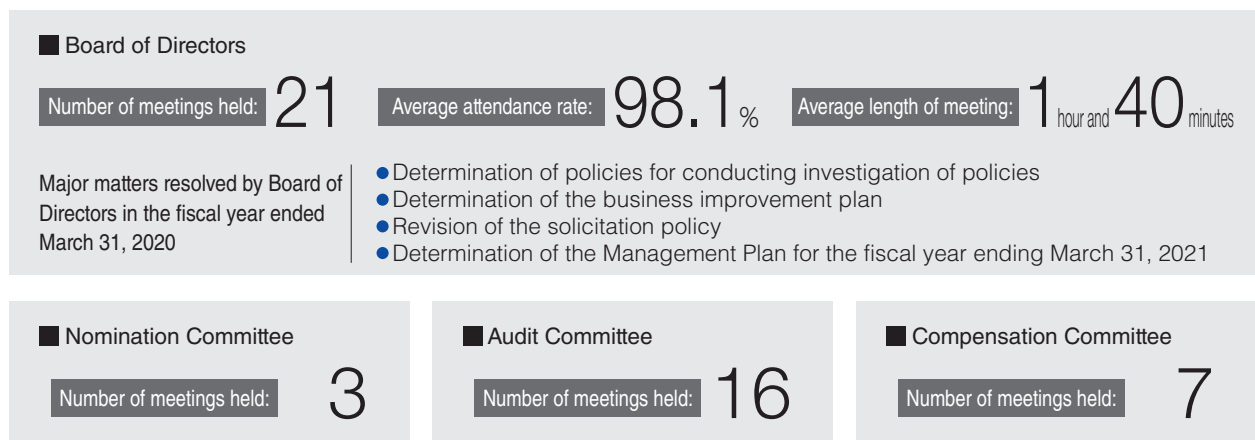 ■ Board of Directors
Number of meetings held: 21 Average attendance rate: 98.1 % Average length of meeting: 1 hour and 40 minutes
Major matters resolved by Board of
Directors in the fiscal year ended
March 31, 2020
●Determination of policies for conducting investigation of policies
●Determination of the business improvement plan
●Revision of the solicitation policy
●Determination of the Management Plan for the fiscal year ending March 31, 2021
■ Nomination Committee
Number of meetings held: 3
■ Audit Committee
Number of meetings held: 16
■ Compensation Committee
Number of meetings held: 7